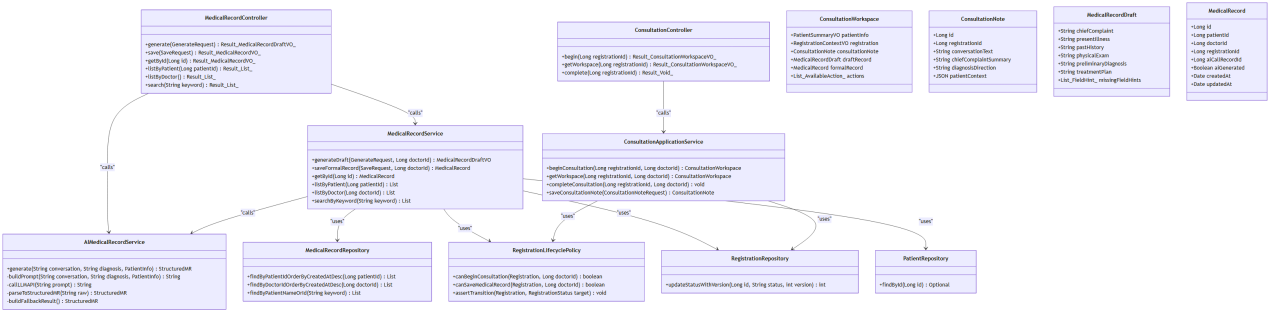 MedicalRecordController
+generate(GenerateRequest) : Result_MedicalRecordDraftVO_
+save(SaveRequest) : Result_MedicalRecordVO_
+getById(Long id) : Result_MedicalRecordVO_
+listByPatient(Long patientId) : Result_List_
+listByDoctor() : Result_List_
+search(String keyword) : Result_List_
ConsultationController
+begin(Long registrationId) : Result_ConsultationWorkspaceVO_
+getWorkspace(Long registrationId) : Result_ConsultationWorkspaceVO_
+complete(Long registrationId) : Result_Void_
ConsultationWorkspace
+PatientSummaryVO patientInfo
+RegistrationContextVO registration
+ConsultationNote consultationNote
+MedicalRecordDraft draftRecord
+MedicalRecord formalRecord
+List_AvailableAction_ actions
ConsultationNote
+Long id
+Long registrationId
+String conversationText
+String chiefComplaintSummary
+String diagnosisDirection
+JSON patientContext
MedicalRecordDraft
+String chiefComplaint
+String presentIllness
+String pastHistory
+String physicalExam
+String preliminaryDiagnosis
+String treatmentPlan
+List_FieldHint_ missingFieldHints
MedicalRecord
+Long id
+Long patientId
+Long doctorId
+Long registrationId
+Long aiCallRecordId
+Boolean aiGenerated
+Date createdAt
+Date updatedAt
"calls"
"calls"
"calls"
MedicalRecordService
+generateDraft(GenerateRequest, Long doctorId) : MedicalRecordDraftVO
+saveFormalRecord(SaveRequest, Long doctorId) : MedicalRecord
+getById(Long id) : MedicalRecord
+listByPatient(Long patientId) : List
+listByDoctor(Long doctorId) : List
+searchByKeyword(String keyword) : List
ConsultationApplicationService
+beginConsultation(Long registrationId, Long doctorId) : ConsultationWorkspace
+getWorkspace(Long registrationId, Long doctorId) : ConsultationWorkspace
+completeConsultation(Long registrationId, Long doctorId) : void
+saveConsultationNote(ConsultationNoteRequest) : ConsultationNote
"calls"
"uses"
"uses"
"uses"
"uses"
"uses"
"uses"
AiMedicalRecordService
+generate(String conversation, String diagnosis, PatientInfo) : StructuredMR
-buildPrompt(String conversation, String diagnosis, PatientInfo) : String
-callLLMAPI(String prompt) : String
-parseToStructuredMR(String raw) : StructuredMR
-buildFallbackResult() : StructuredMR
MedicalRecordRepository
+findByPatientIdOrderByCreatedAtDesc(Long patientId) : List
+findByDoctorIdOrderByCreatedAtDesc(Long doctorId) : List
+findByPatientNameOrId(String keyword) : List
RegistrationLifecyclePolicy
+canBeginConsultation(Registration, Long doctorId) : boolean
+canSaveMedicalRecord(Registration, Long doctorId) : boolean
+assertTransition(Registration, RegistrationStatus target) : void
RegistrationRepository
+updateStatusWithVersion(Long id, String status, int version) : int
PatientRepository
+findById(Long id) : Optional